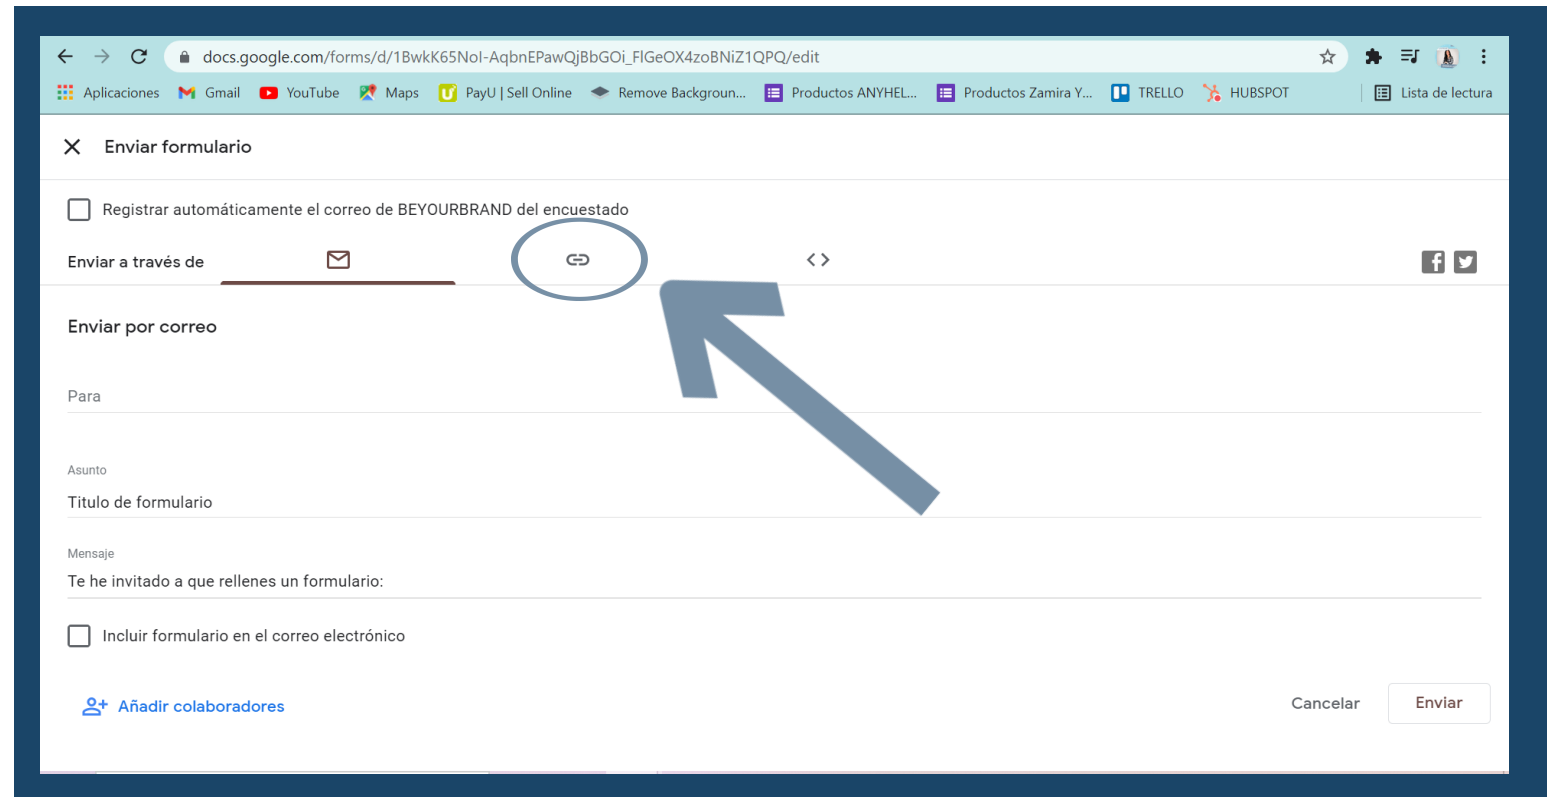 docs.google.com/forms/d/1BwkK65NoI-AqbnEPawQjBbGOi_FlGeOX4zoBNiZ1QPQ/edit
Aplicaciones Gmail YouTube Maps PayU | Sell Online Remove Backgroun... Productos ANYHEL... Productos Zamira Y... TRELLO HUBSPOT Lista de lectura
Enviar formulario
Registrar automáticamente el correo de BEYOURBRAND del encuestado
Enviar a través de
Enviar por correo
Para
Asunto
Titulo de formulario
Mensaje
Te he invitado a que rellenes un formulario:
Incluir formulario en el correo electrónico
Añadir colaboradores
Cancelar Enviar